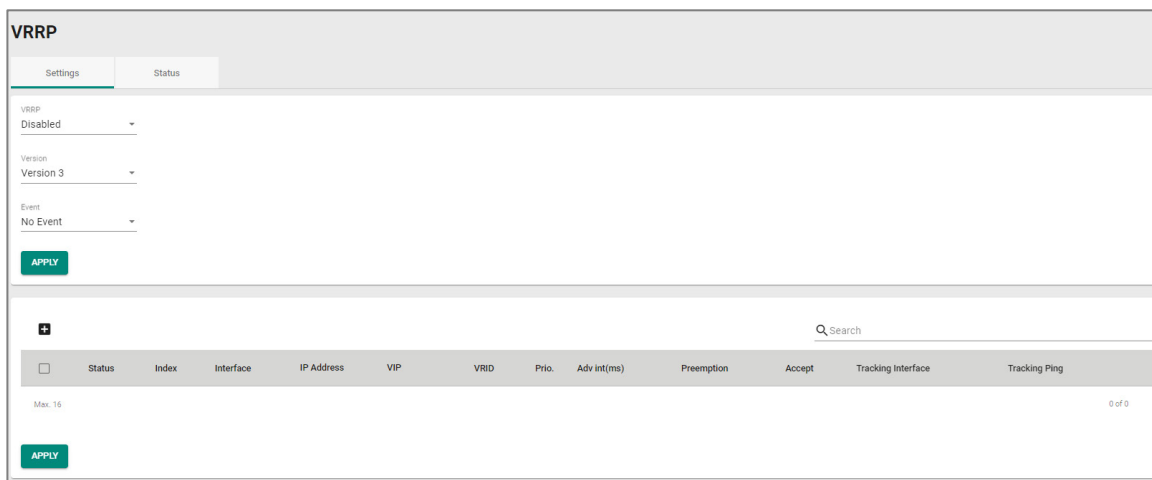 VRRP
Settings Status
VRRP
Disabled
Version
Version 3
Event
No Event
APPLY
Search
Status Index Interface IP Address VIP VRID Prio. Adv int(ms) Preemption Accept Tracking Interface Tracking Ping
Max. 16 0 of 0
APPLY